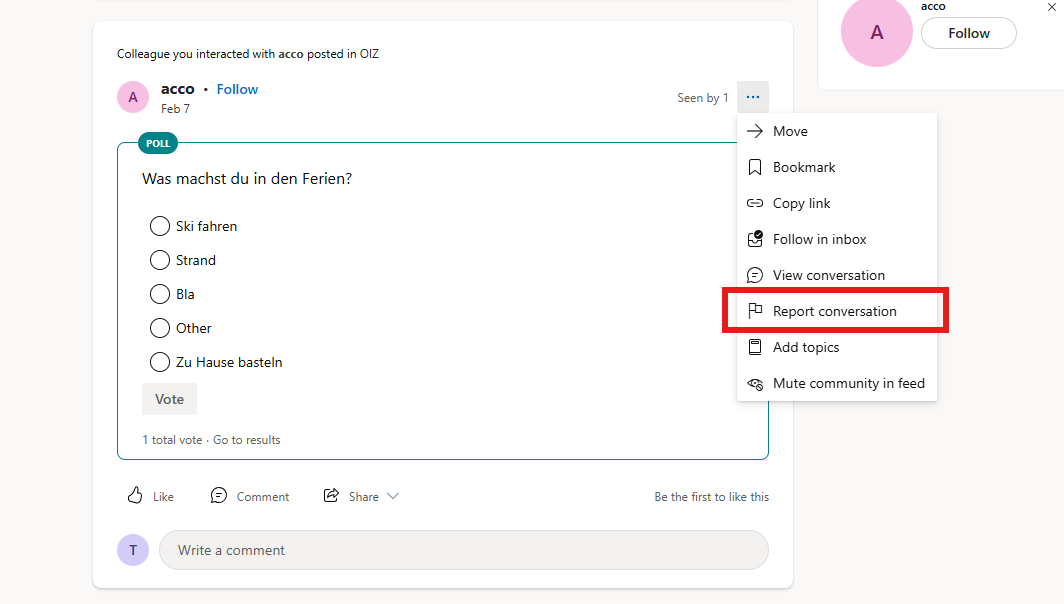 acco
A
Follow
Colleague you interacted with acco posted in OIZ
A
acco • Follow
Feb 7
Seen by 1
Move
Bookmark
Copy link
Follow in inbox
View conversation
Report conversation
Add topics
Mute community in feed
POLL
Was machst du in den Ferien?
Ski fahren
Strand
Bla
Other
Zu Hause basteln
Vote
1 total vote · Go to results
Like
Comment
Share
Be the first to like this
T
Write a comment